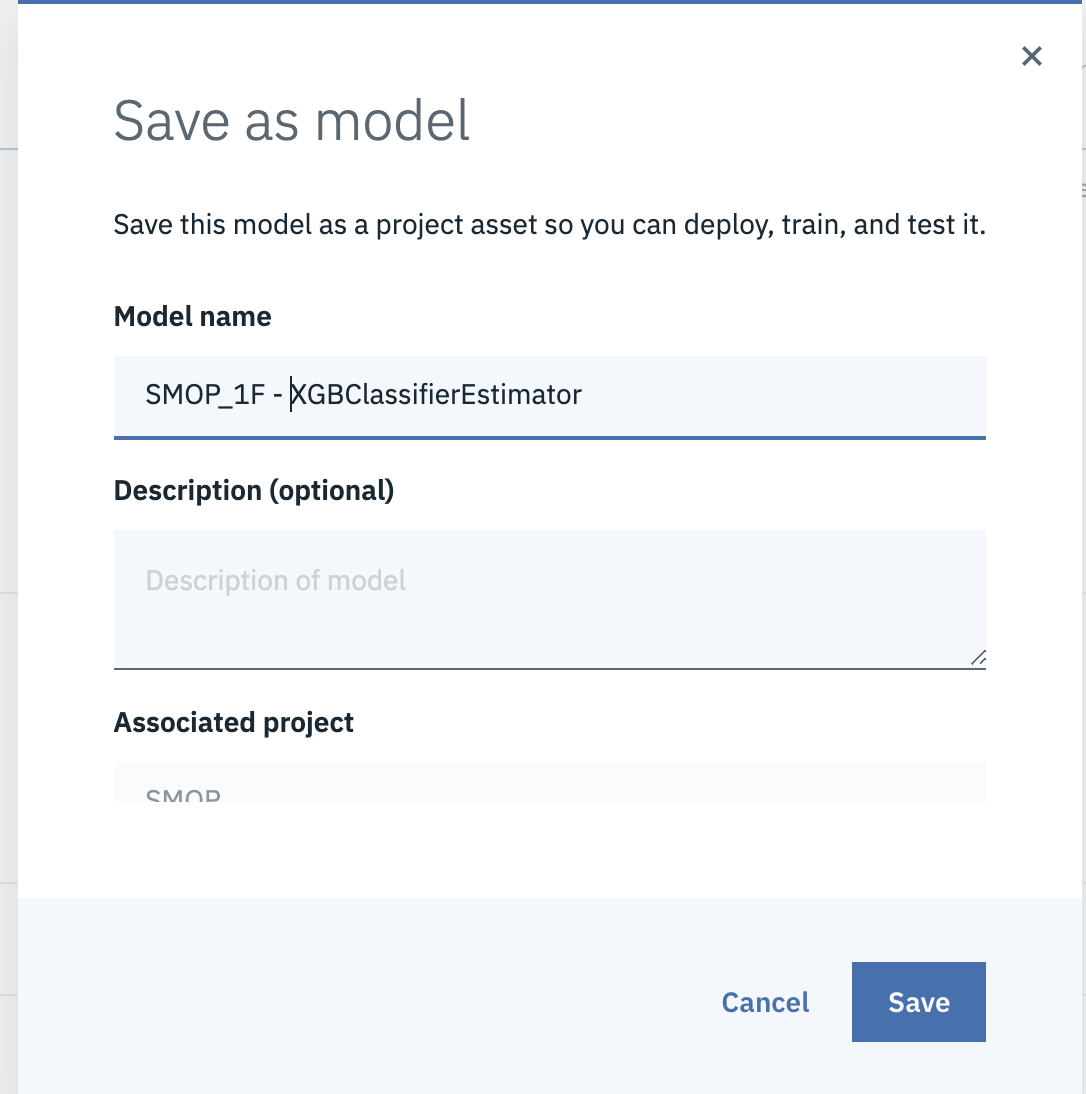 Save as model
Save this model as a project asset so you can deploy, train, and test it.
Model name
SMOP_1F - XGBClassifierEstimator
Description (optional)
Description of model
Associated project
SMOP
Cancel
Save